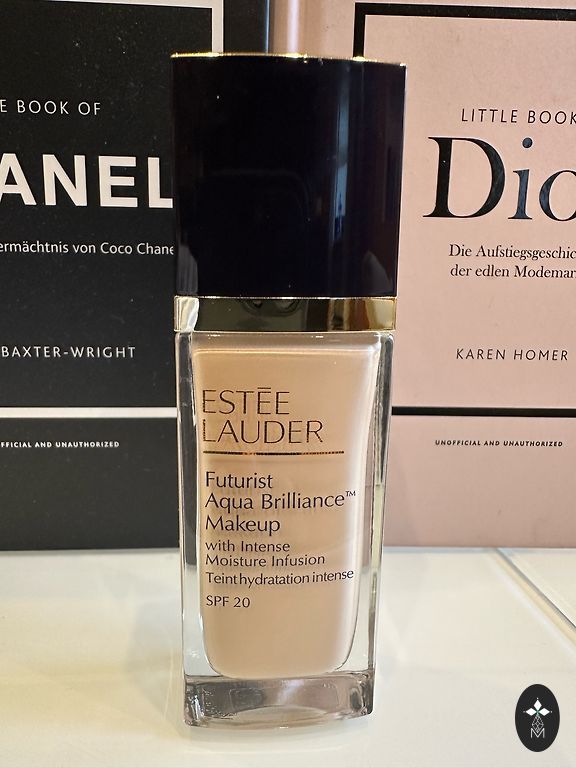 E BOOK OF
ANEL
ermächtnis von Coco Chane
BAXTER-WRIGHT
FFICIAL AND UNAUTHORIZED
LITTLE BOOK
Dio
Die Aufstiegsgeschic
der edlen Modemar
KAREN HOMER
UNOFFICIAL AND UNAUTHORIZED
ESTĒE
LAUDER
Futurist
Aqua Brilliance™
Makeup
with Intense
Moisture Infusion
Teint hydratation intense
SPF 20
M